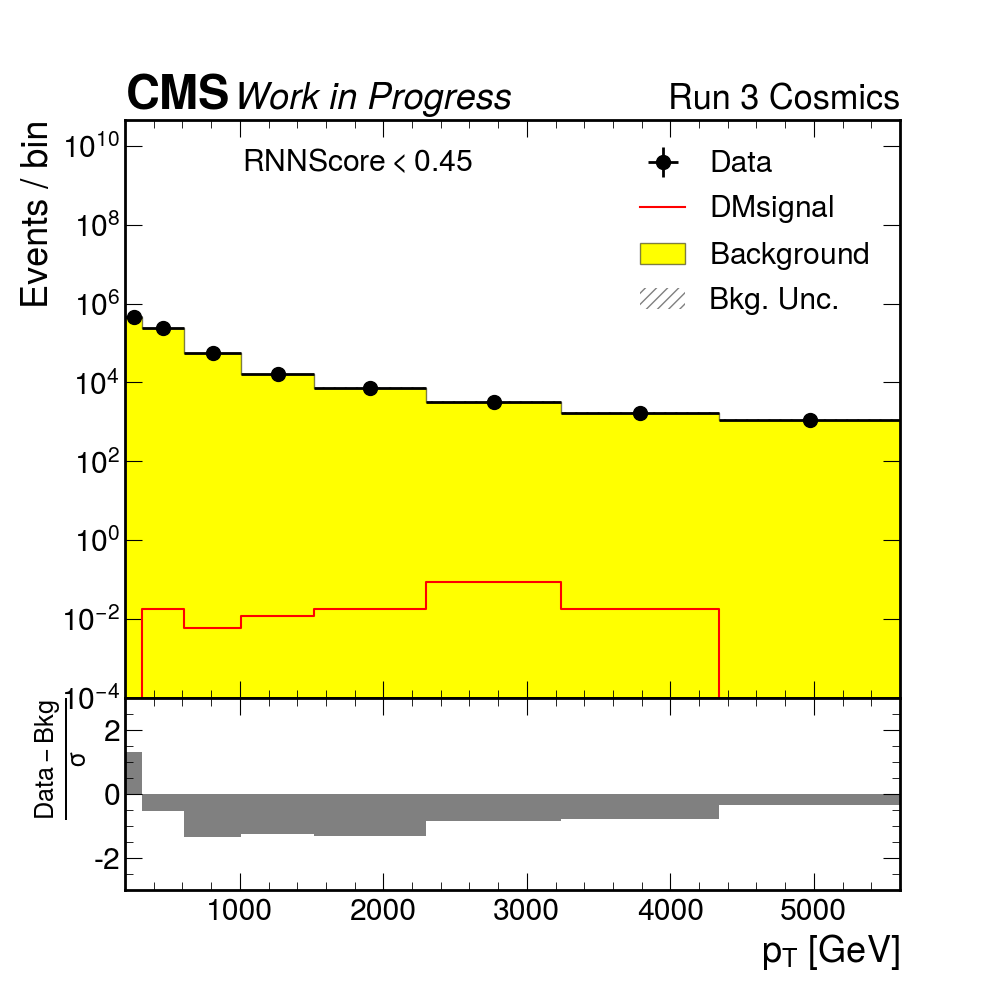 CMS Work in Progress Run 3 Cosmics
Events / bin
RNNScore < 0.45
Data
DMsignal
Background
Bkg. Unc.
10^10
10^8
10^6
10^4
10^2
10^0
10^−2
10^−4
Data – Bkg
σ
2
0
-2
1000 2000 3000 4000 5000
p_T [GeV]